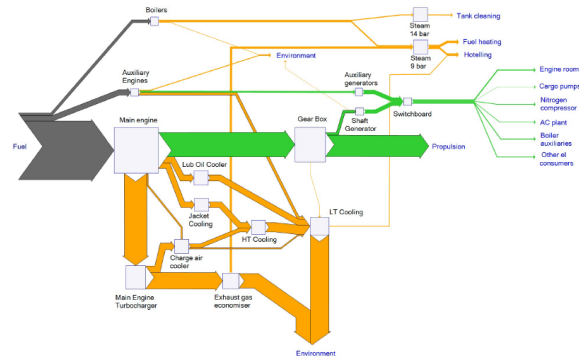 Boilers
Steam
14 bar
Tank cleaning
Fuel heating
Steam
9 bar
Hotelling
Environmant
Auxiliary
Engines
Auxiliary
generators
Engine room
Cargo pumps
Switchboard
Nitrogen
compressor
Main engine
Gear Box
Shaft
Generator
AC plant
Boiler
auxiliaries
Other el
consumers
Fuel
Propulsion
Lub Oil Cooler
Jacket
Cooling
LT Cooling
HT Cooling
Charge air
cooler
Main Engine
Turbocharger
Exhaust gas
economiser
Environment